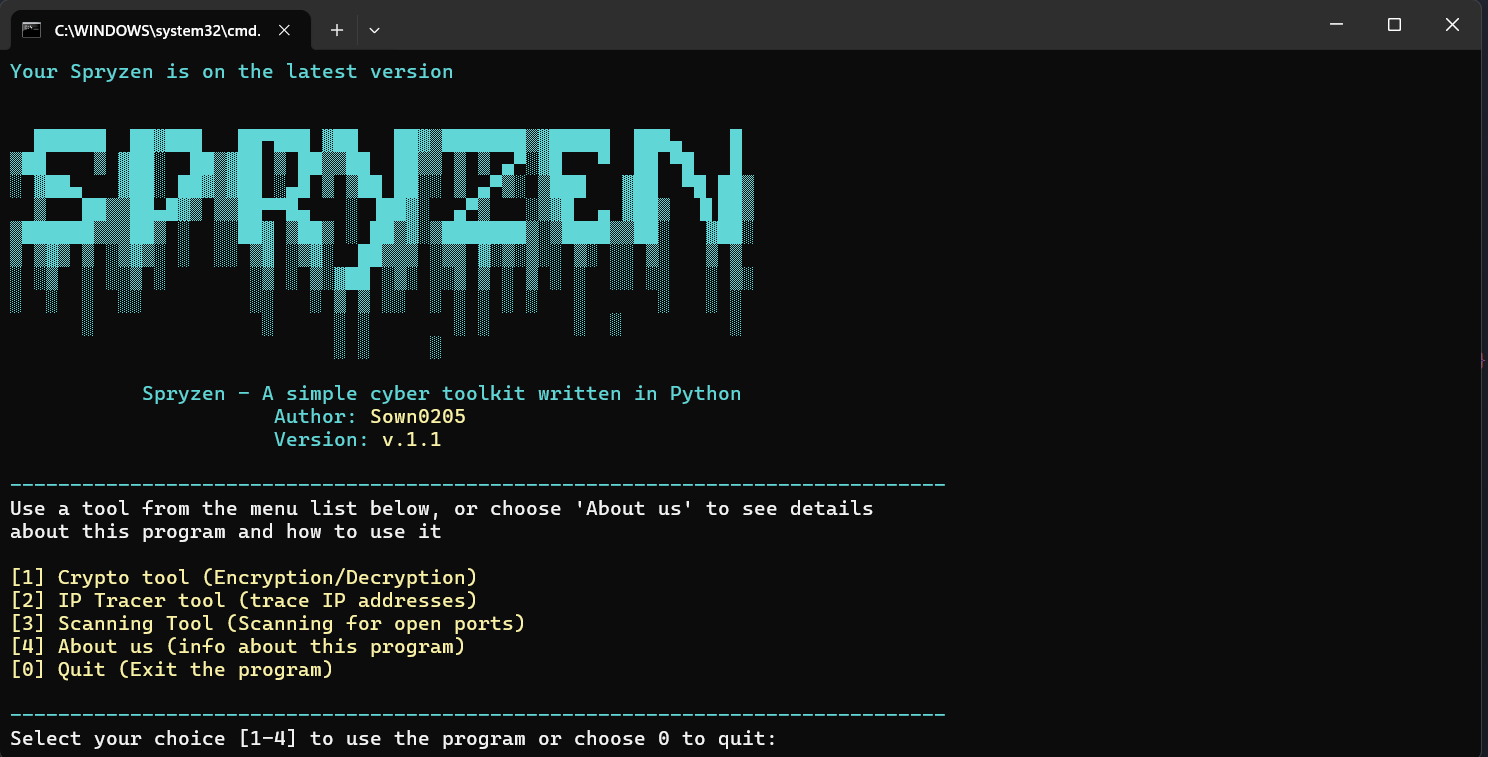 C:\WINDOWS\system32\cmd.
Your Spryzen is on the latest version
SPRYZEN
Spryzen - A simple cyber toolkit written in Python
Author: Sown0205
Version: v.1.1
------------------------------------------------------------------------------
Use a tool from the menu list below, or choose 'About us' to see details
about this program and how to use it
[1] Crypto tool (Encryption/Decryption)
[2] IP Tracer tool (trace IP addresses)
[3] Scanning Tool (Scanning for open ports)
[4] About us (info about this program)
[0] Quit (Exit the program)
------------------------------------------------------------------------------
Select your choice [1-4] to use the program or choose 0 to quit: